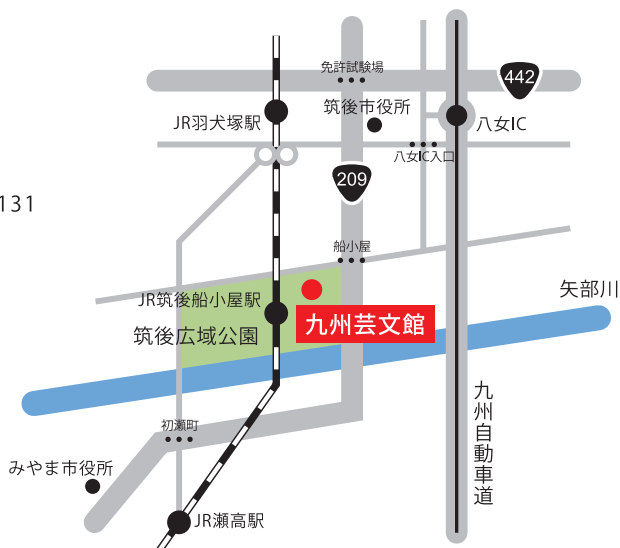 免許試験場
442
JR羽犬塚駅
筑後市役所
八女IC
八女IC入口
209
131
船小屋
JR筑後船小屋駅
矢部川
九州芸文館
筑後広域公園
九州自動車道
初瀬町
みやま市役所
JR瀬高駅